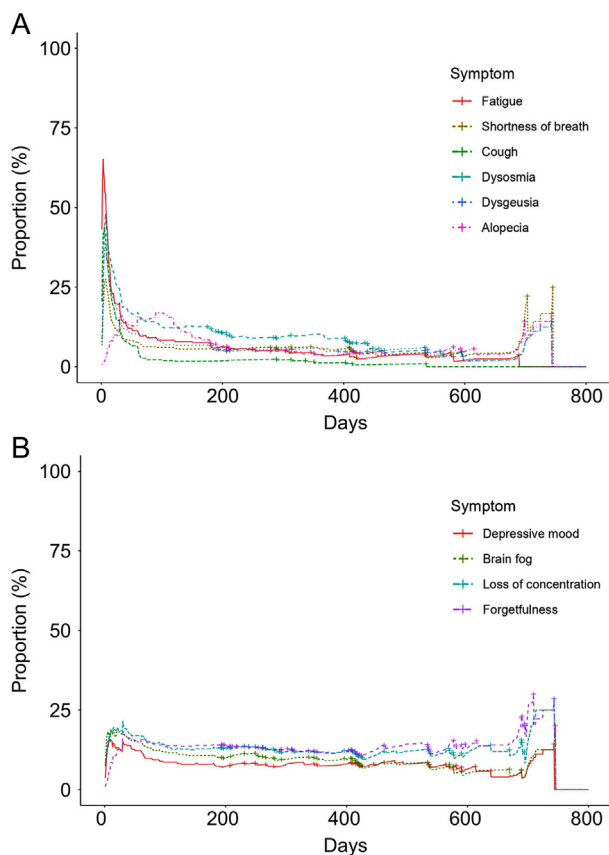 A
100
75
50
25
0
Proportion (%)
Symptom
Fatigue
Shortness of breath
Cough
Dysosmia
Dysgeusia
Alopecia
0 200 400 600 800
Days
B
100
75
50
25
0
Proportion (%)
Symptom
Depressive mood
Brain fog
Loss of concentration
Forgetfulness
0 200 400 600 800
Days